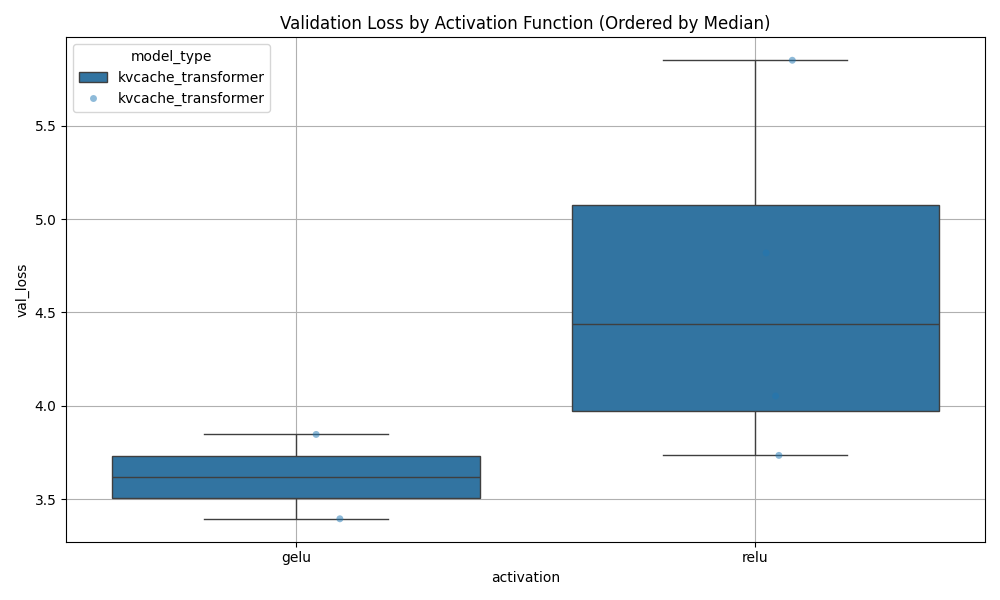 Validation Loss by Activation Function (Ordered by Median)
model_type
kvcache_transformer
kvcache_transformer
5.5
5.0
4.5
4.0
3.5
val_loss
gelu
relu
activation